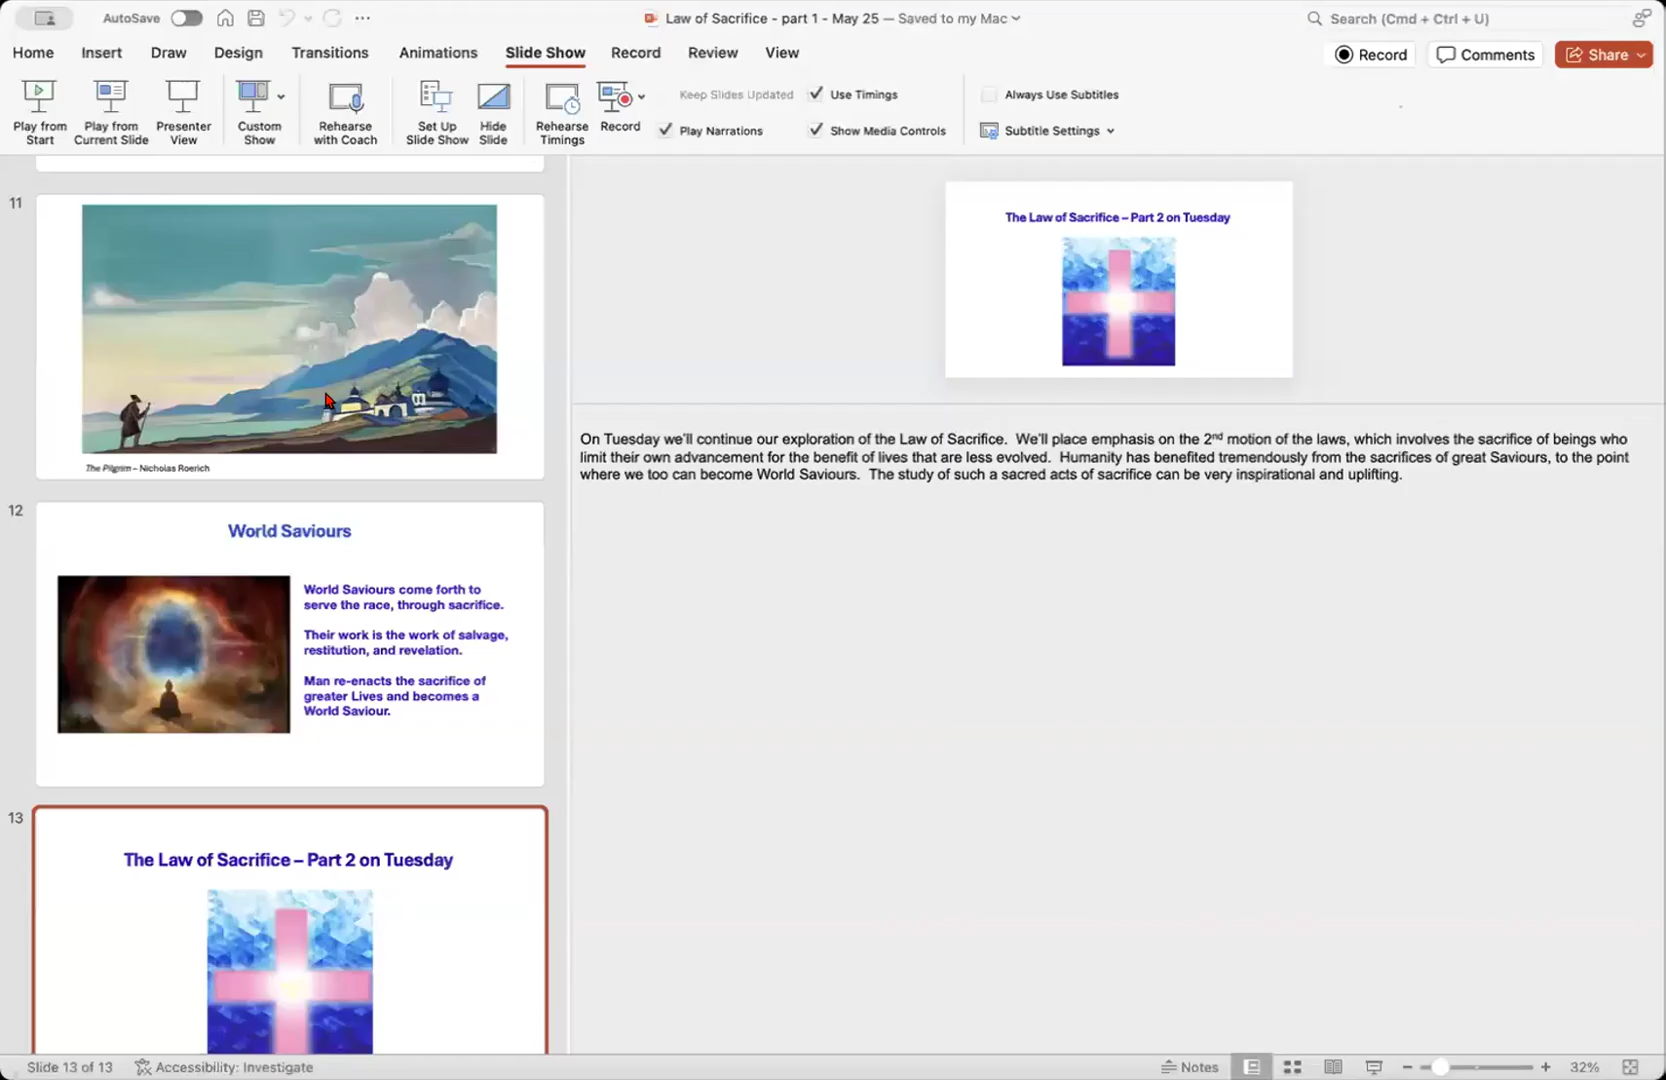 AutoSave
Law of Sacrifice - part 1 - May 25 — Saved to my Mac
Search (Cmd + Ctrl + U)
Home Insert Draw Design Transitions Animations Slide Show Record Review View
Record Comments Share
Play from Start
Play from Current Slide
Presenter View
Custom Show
Rehearse with Coach
Set Up Slide Show
Hide Slide
Rehearse Timings
Record
Keep Slides Updated
Use Timings
Play Narrations
Show Media Controls
Always Use Subtitles
Subtitle Settings
11
The Pilgrim – Nicholas Roerich
12
World Saviours
World Saviours come forth to
serve the race, through sacrifice.
Their work is the work of salvage,
restitution, and revelation.
Man re-enacts the sacrifice of
greater Lives and becomes a
World Saviour.
13
The Law of Sacrifice – Part 2 on Tuesday
The Law of Sacrifice – Part 2 on Tuesday
On Tuesday we'll continue our exploration of the Law of Sacrifice. We'll place emphasis on the 2nd motion of the laws, which involves the sacrifice of beings who
limit their own advancement for the benefit of lives that are less evolved. Humanity has benefited tremendously from the sacrifices of great Saviours, to the point
where we too can become World Saviours. The study of such a sacred acts of sacrifice can be very inspirational and uplifting.
Slide 13 of 13
Accessibility: Investigate
Notes
32%